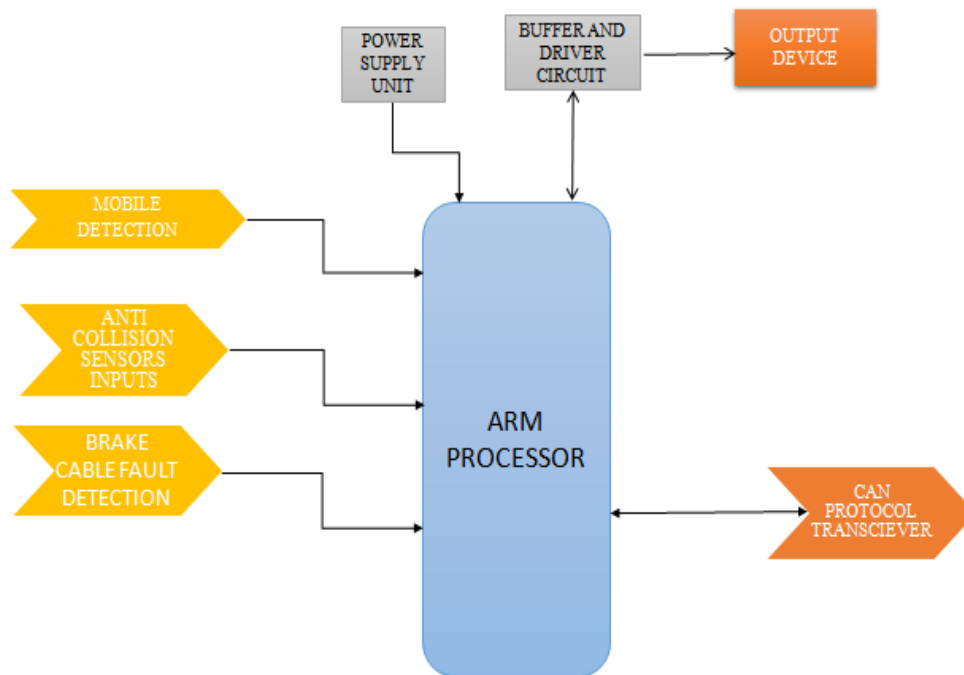 POWER
SUPPLY
UNIT
BUFFER AND
DRIVER
CIRCUIT
OUTPUT
DEVICE
MOBILE
DETECTION
ANTI
COLLISION
SENSORS
INPUTS
BRAKE
CABLE FAULT
DETECTION
ARM
PROCESSOR
CAN
PROTOCOL
TRANSCIEVER